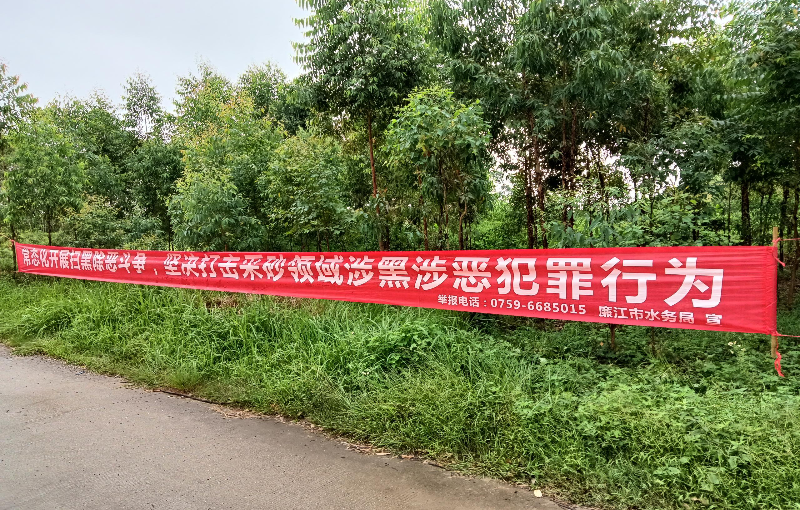 常态化开展扫黑除恶斗争，坚决打击采砂领域涉黑涉恶犯罪行为
举报电话：0759-6685015 廉江市水务局 宣